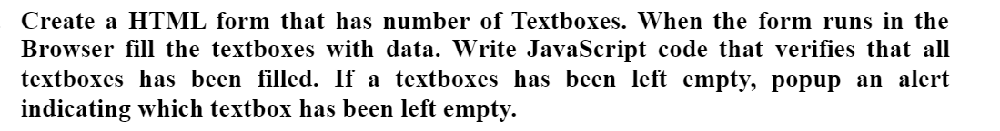 Create a HTML form that has number of Textboxes. When the form runs in the
Browser fill the textboxes with data. Write JavaScript code that verifies that all
textboxes has been filled. If a textboxes has been left empty, popup an alert
indicating which textbox has been left empty.